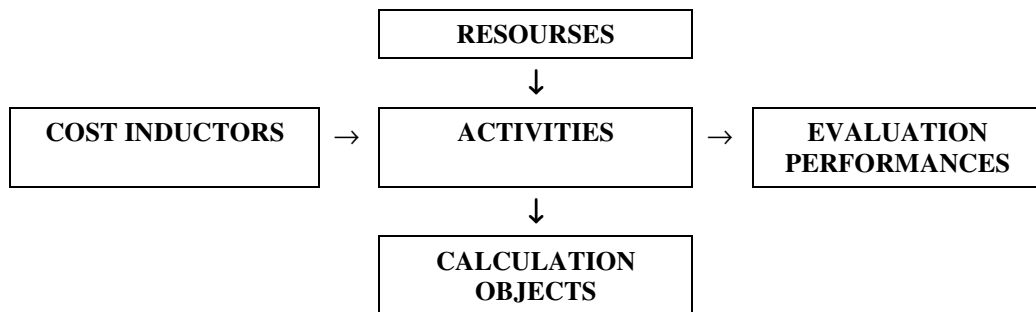 RESOURSES
↓
COST INDUCTORS → ACTIVITIES → EVALUATION
PERFORMANCES
↓
CALCULATION
OBJECTS